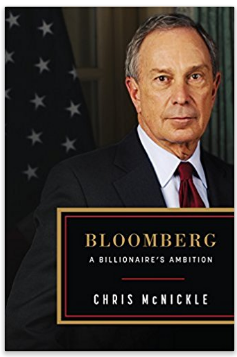 BLOOMBERG
A BILLIONAIRE'S AMBITION
CHRIS McNICKLE